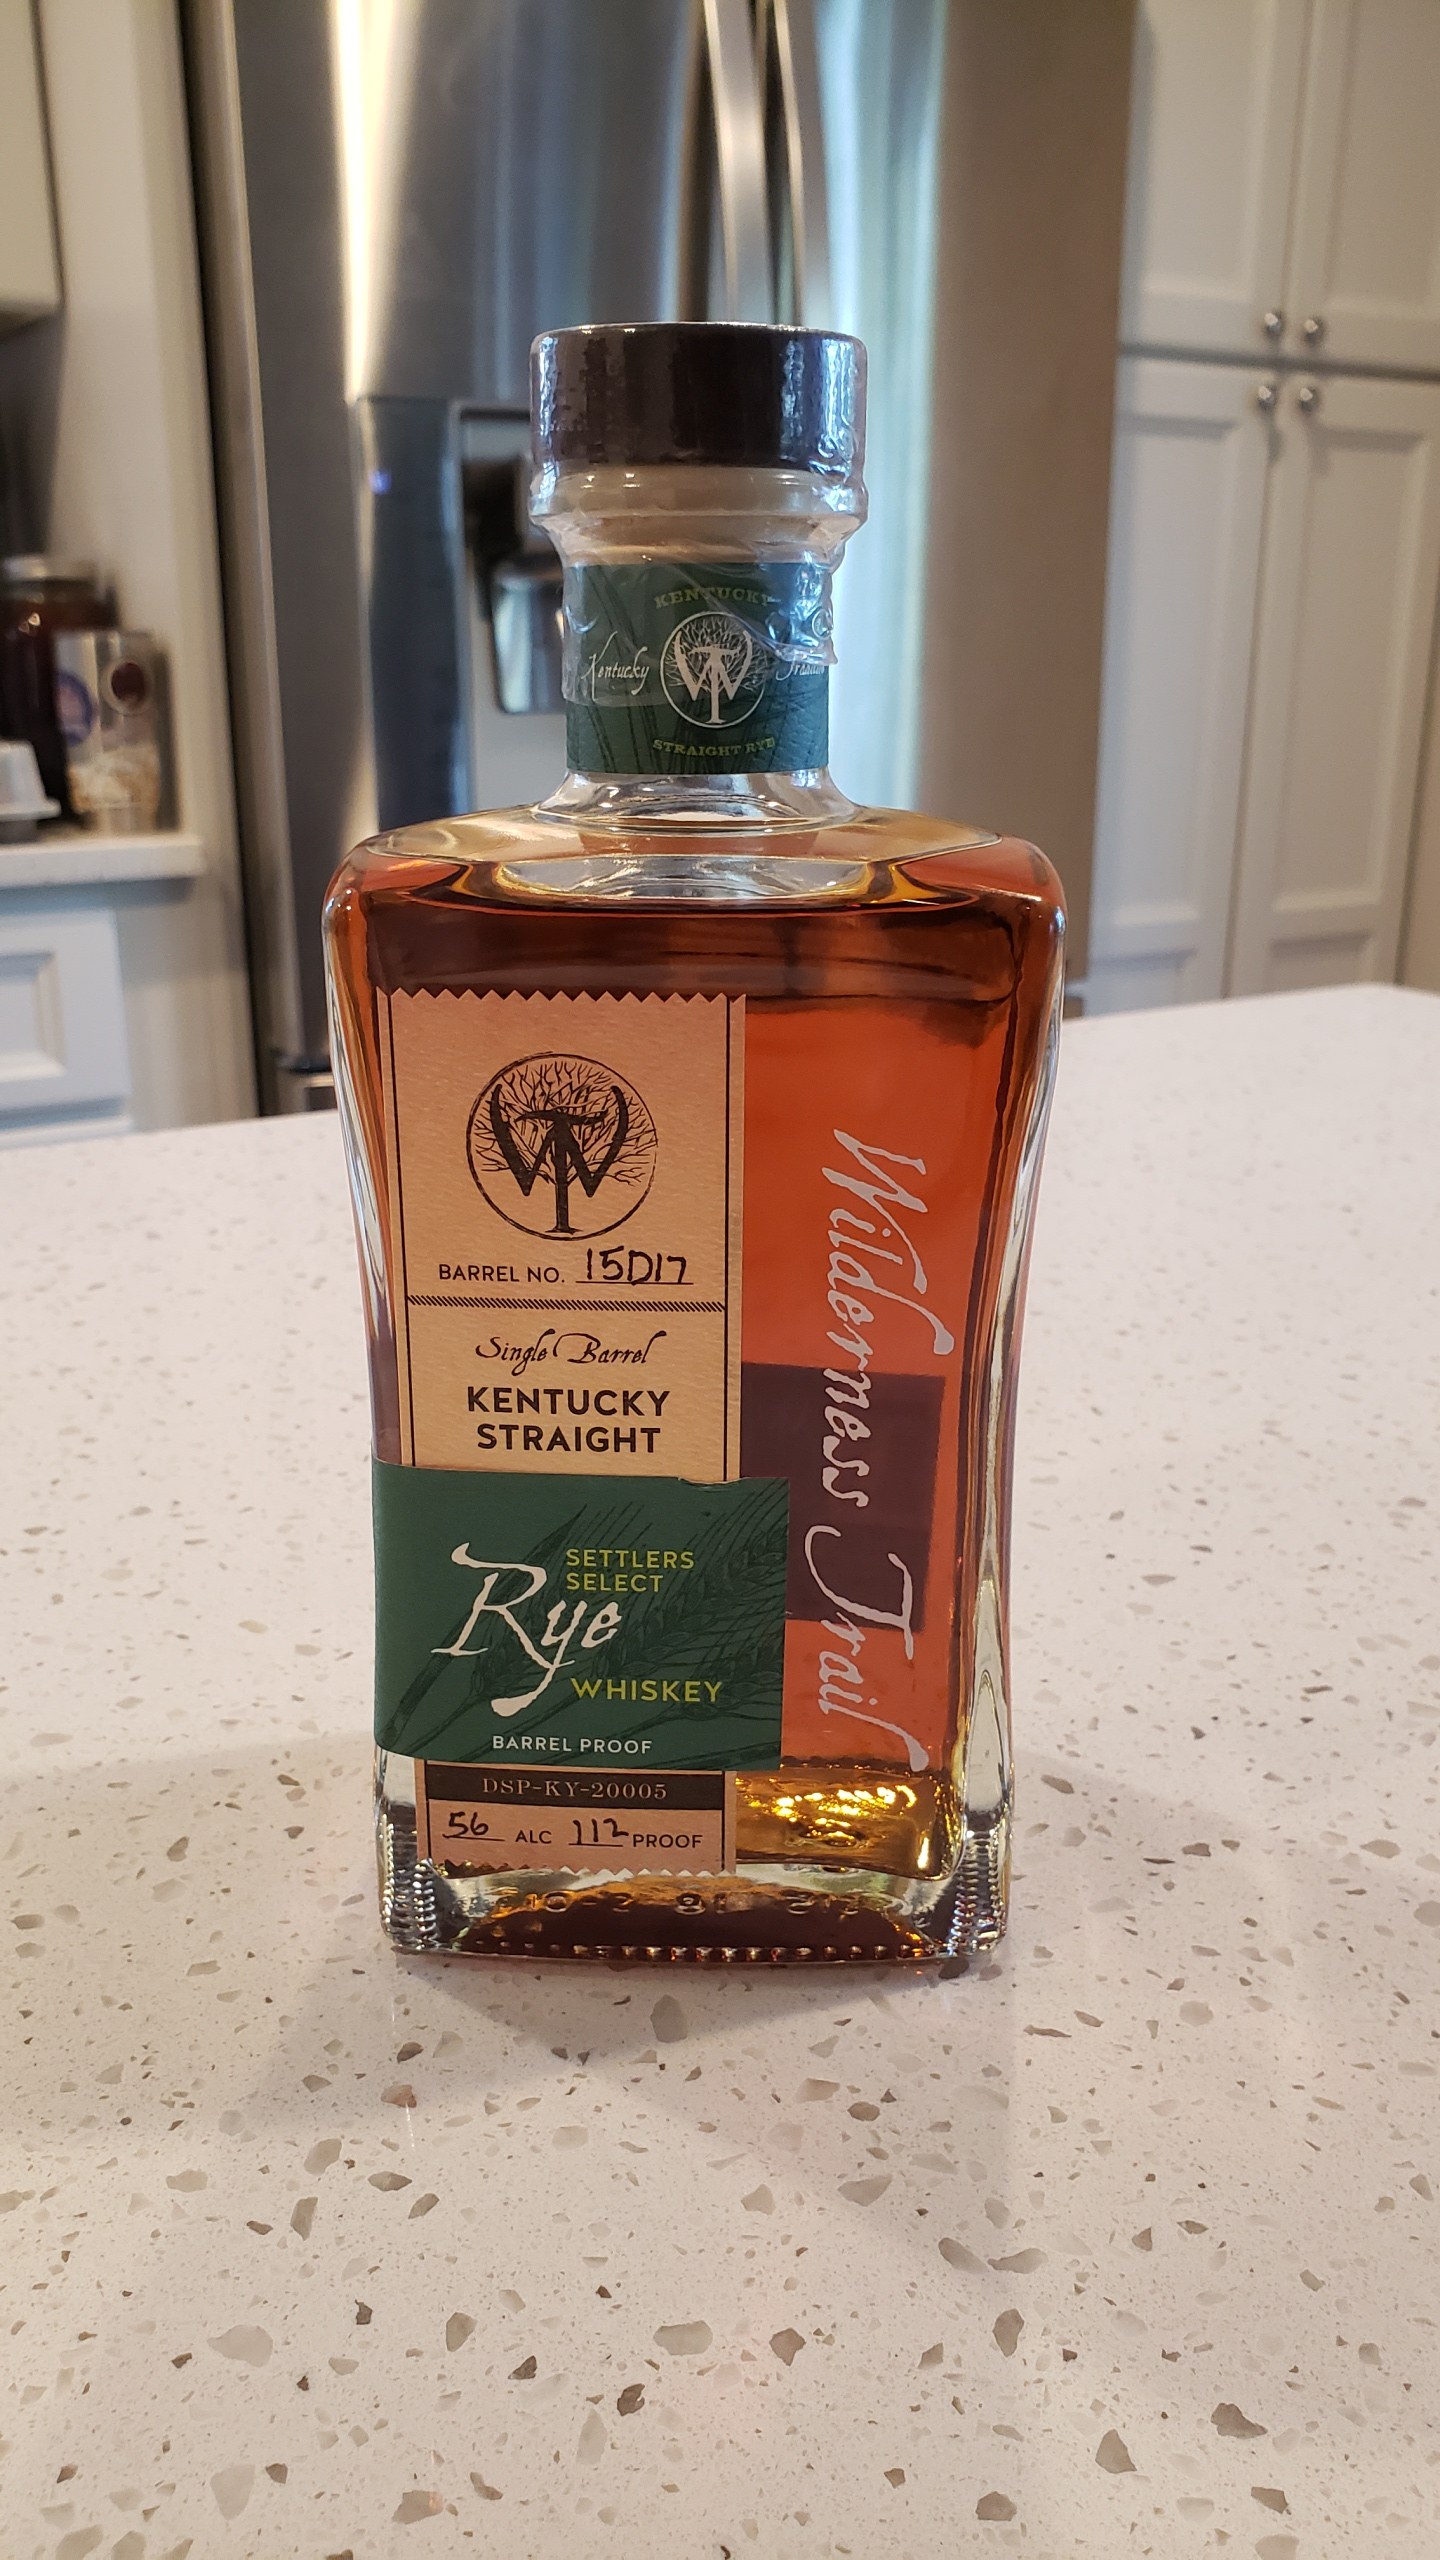 KENTUCKY
Kentucky
STRAIGHT RYE
BARREL NO. 15D17
Single Barrel
KENTUCKY
STRAIGHT
SETTLERS
SELECT
Rye
WHISKEY
BARREL PROOF
DSP-KY-20005
56 ALC 112 PROOF
Wilderness Trail